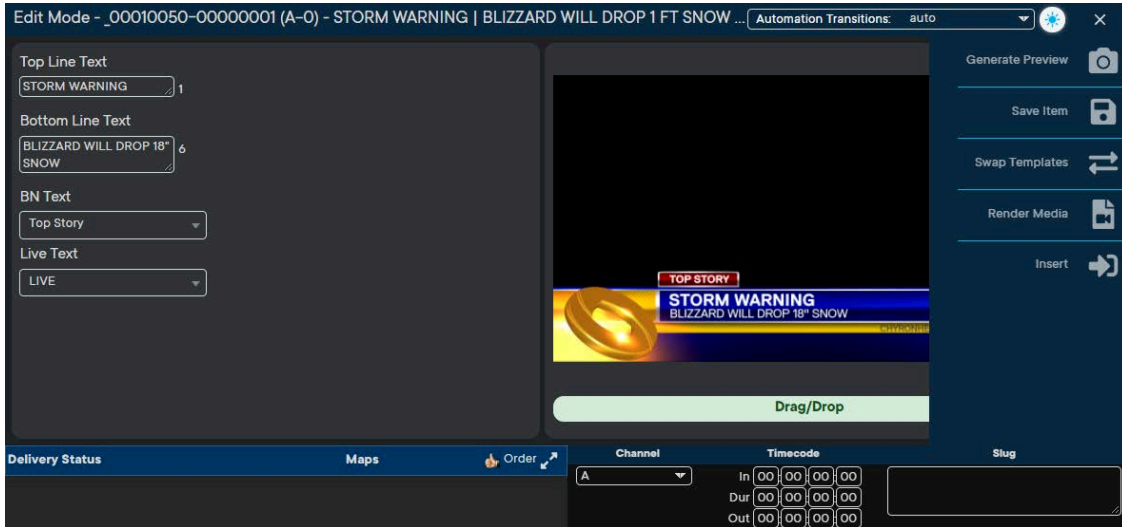 Edit Mode - _00010050-00000001 (A-0) - STORM WARNING | BLIZZARD WILL DROP 1 FT SNOW ...
Automation Transitions: auto
Top Line Text
STORM WARNING
1
Bottom Line Text
BLIZZARD WILL DROP 18"
SNOW
6
BN Text
Top Story
Live Text
LIVE
TOP STORY
STORM WARNING
BLIZZARD WILL DROP 18" SNOW
Drag/Drop
Generate Preview
Save Item
Swap Templates
Render Media
Insert
Delivery Status
Maps
Order
Channel
Timecode
Slug
A
In 00:00:00:00
Dur 00:00:00:00
Out 00:00:00:00